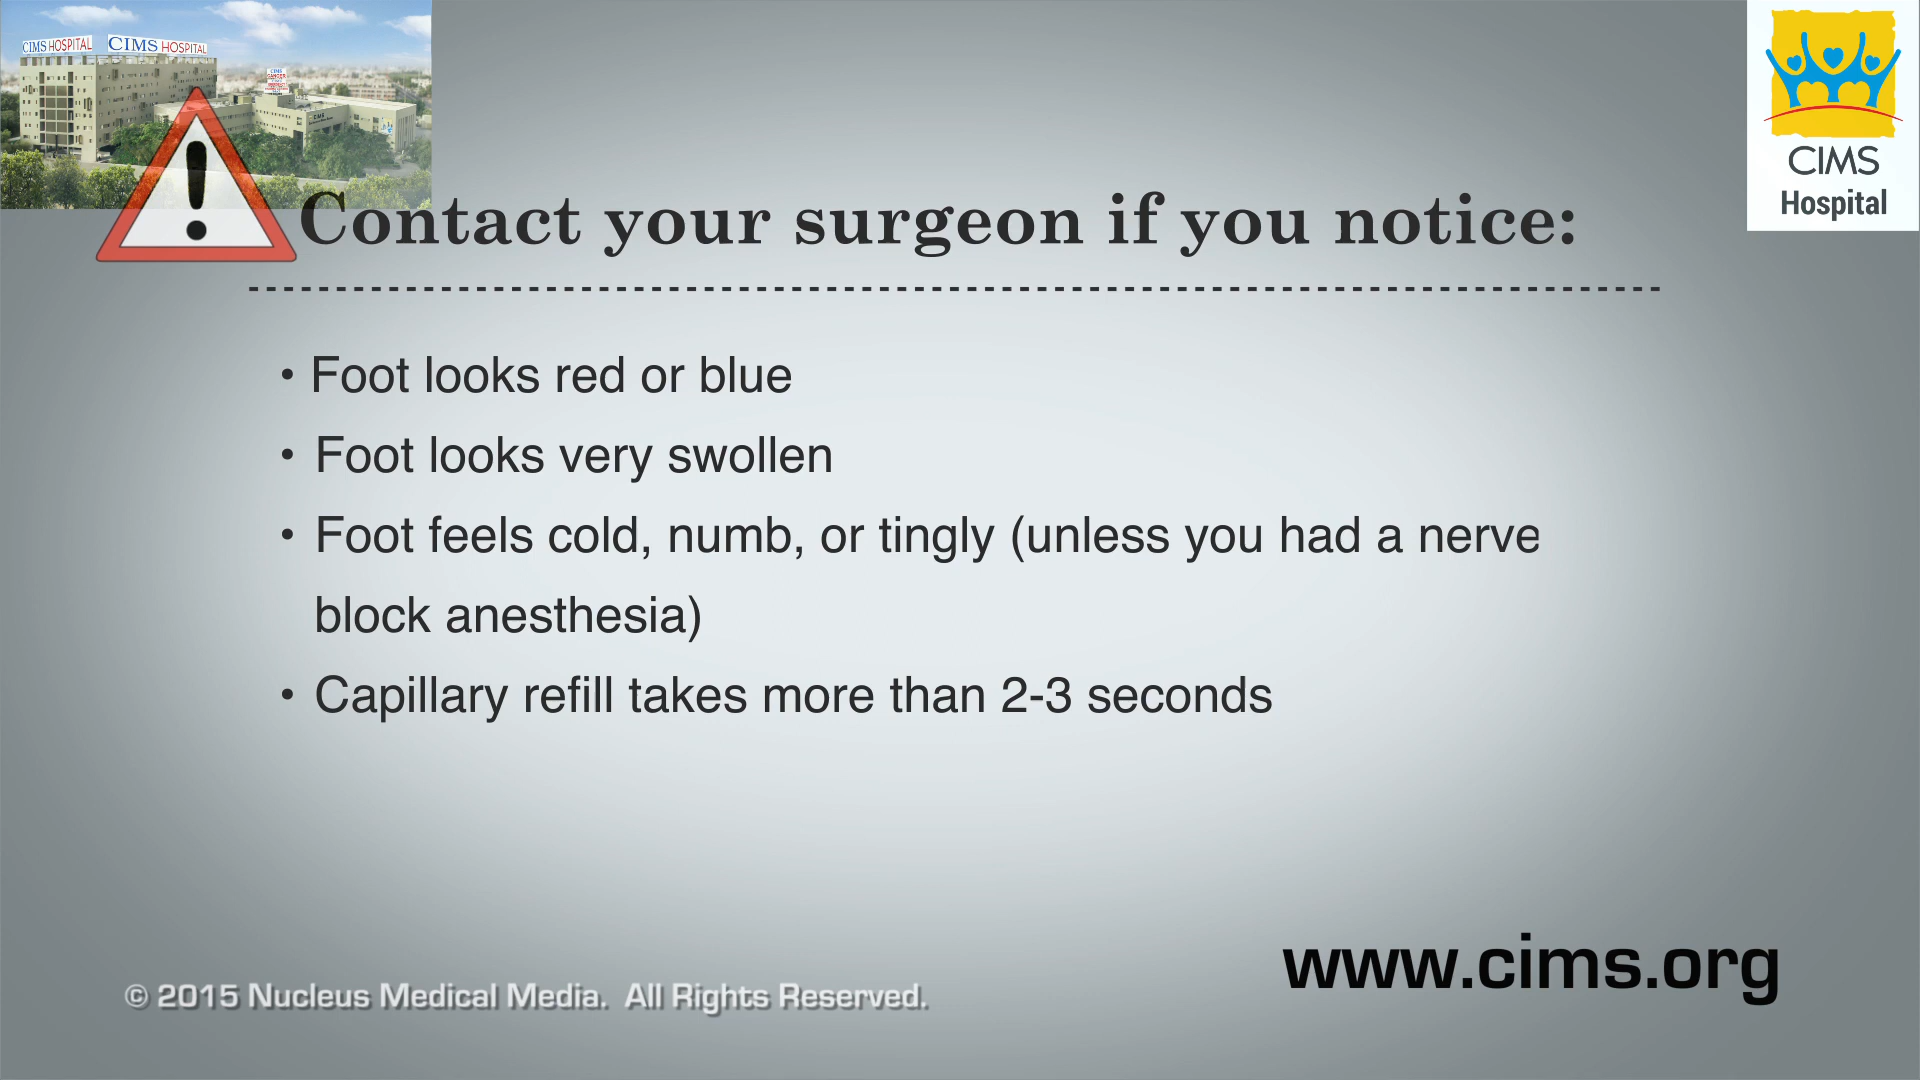 CIMS HOSPITAL CIMS HOSPITAL
CIMS
CIMS
Hospital
Contact your surgeon if you notice:
• Foot looks red or blue
• Foot looks very swollen
• Foot feels cold, numb, or tingly (unless you had a nerve
block anesthesia)
• Capillary refill takes more than 2-3 seconds
www.cims.org
© 2015 Nucleus Medical Media. All Rights Reserved.